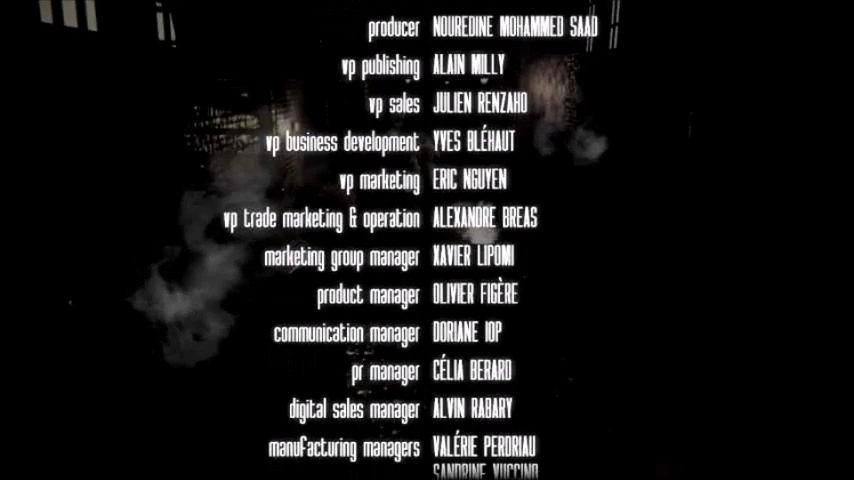 producer NOUREDINE MOHAMMED SAAD
vp publishing ALAIN MILLY
vp sales JULIEN RENZAHO
vp business development YVES BLÉHAUT
vp marketing ERIC NGUYEN
vp trade marketing & operation ALEXANDRE BREAS
marketing group manager XAVIER LIPOMI
product manager OLIVIER FIGÈRE
communication manager DORIANE IOP
pr manager CÉLIA BERARD
digital sales manager ALVIN RABARY
manufacturing managers VALÉRIE PERDRIAU
SANDRINE